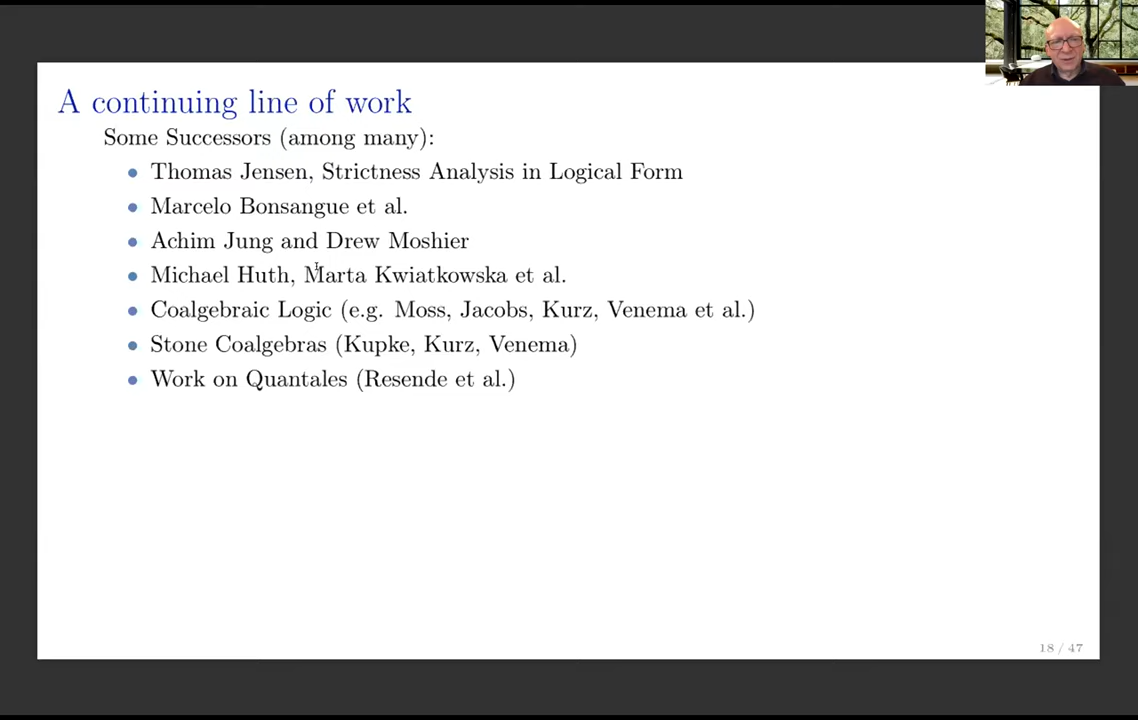 A continuing line of work
Some Successors (among many):
• Thomas Jensen, Strictness Analysis in Logical Form
• Marcelo Bonsangue et al.
• Achim Jung and Drew Moshier
• Michael Huth, Marta Kwiatkowska et al.
• Coalgebraic Logic (e.g. Moss, Jacobs, Kurz, Venema et al.)
• Stone Coalgebras (Kupke, Kurz, Venema)
• Work on Quantales (Resende et al.)
18 / 47